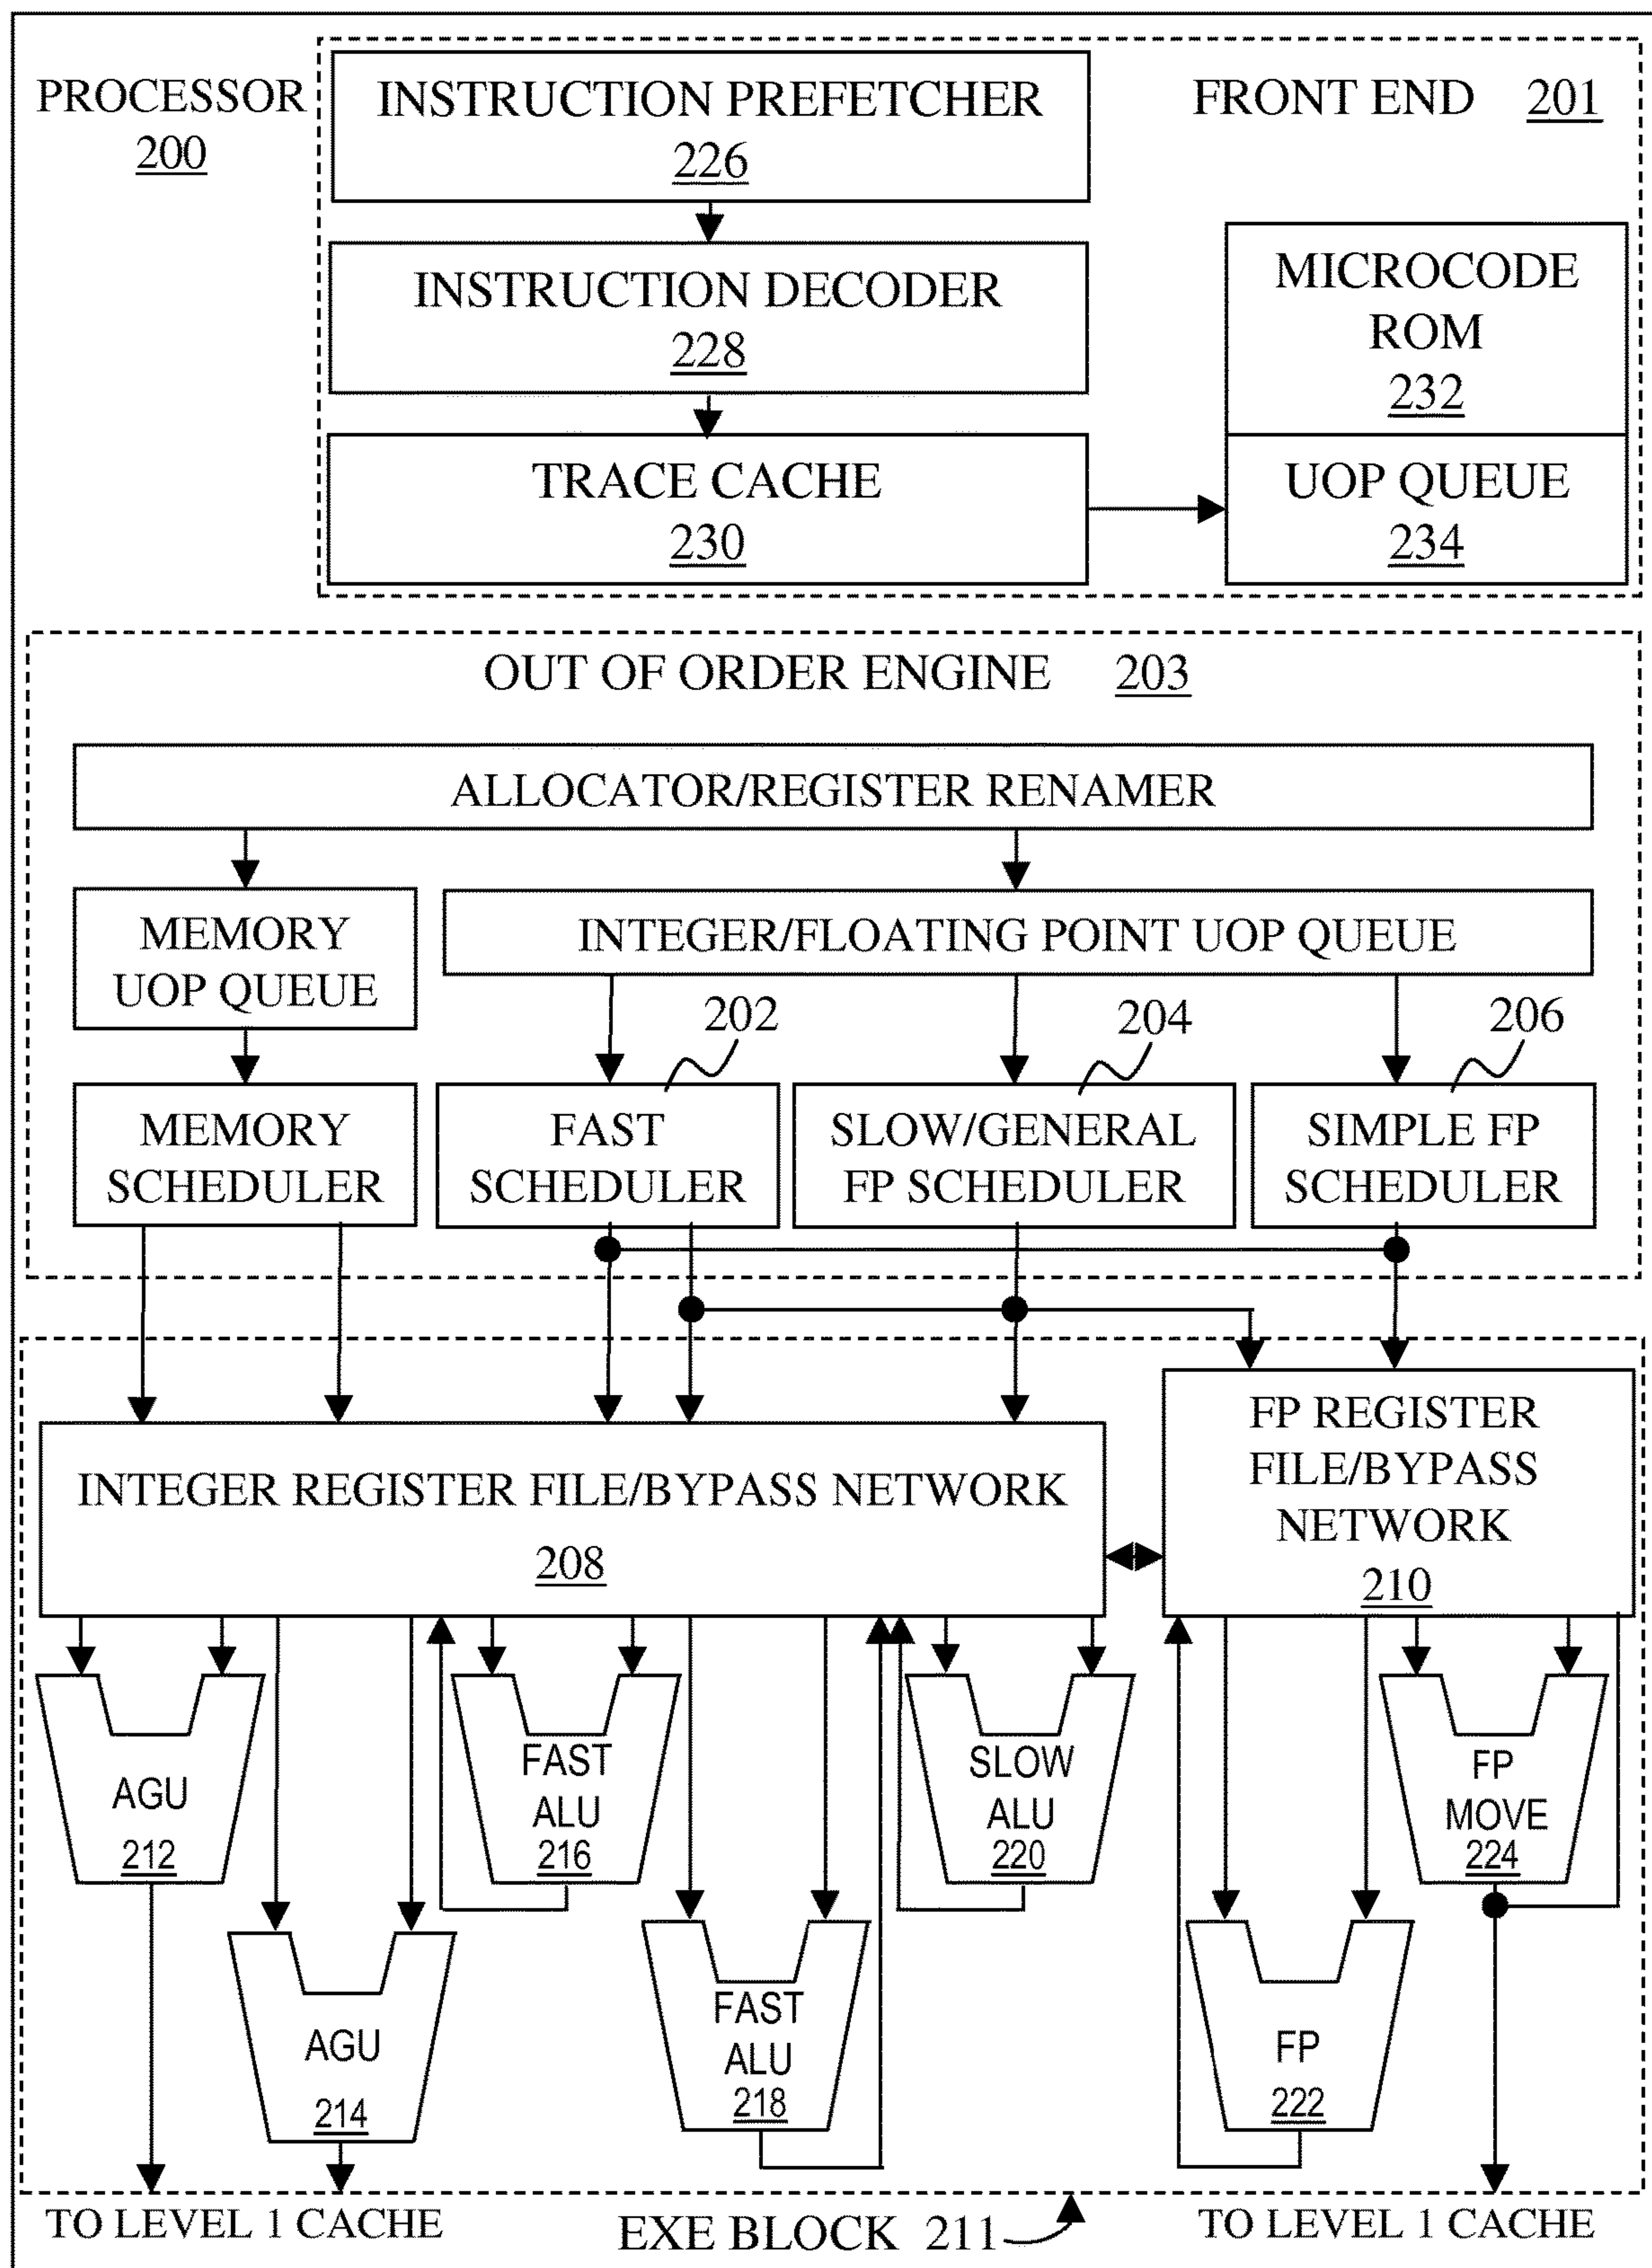 PROCESSOR
200
INSTRUCTION PREFETCHER
226
FRONT END 201
INSTRUCTION DECODER
228
MICROCODE
ROM
232
TRACE CACHE
230
UOP QUEUE
234
OUT OF ORDER ENGINE 203
ALLOCATOR/REGISTER RENAMER
MEMORY
UOP QUEUE
INTEGER/FLOATING POINT UOP QUEUE
202
204
206
MEMORY
SCHEDULER
FAST
SCHEDULER
SLOW/GENERAL
FP SCHEDULER
SIMPLE FP
SCHEDULER
INTEGER REGISTER FILE/BYPASS NETWORK
208
FP REGISTER
FILE/BYPASS
NETWORK
210
AGU
212
FAST
ALU
216
SLOW
ALU
220
FP
MOVE
224
AGU
214
FAST
ALU
218
FP
222
TO LEVEL 1 CACHE
EXE BLOCK 211
TO LEVEL 1 CACHE